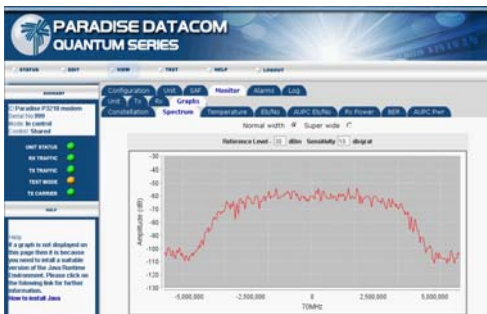 PARADISE DATACOM
QUANTUM SERIES
STATUS EDIT VIEW TEST HELP LOGOUT
SUMMARY
Paradise P3210 modem
Serial No 999
Mode: In control
Control: Shared
UNIT STATUS
RX TRAFFIC
TX TRAFFIC
TEST MODE
TX CARRIER
HELP
Help
If a graph is not displayed on
this page then it is because
you need to intall a suitable
version of the Java Runtime
Environment. Please click on
the following link for further
information.
How to install Java
Configuration Unit SAF Monitor Alarms Log
Unit Tx Rx Graphs
Constellation Spectrum Temperature Eb/No AUPC Eb/No Rx Power BER AUPC Pwr
Normal width Super wide
Reference Level - 30 dBm Sensitivity 10 db/grat
Amplitude (dB)
-30
-40
-50
-60
-70
-80
-90
-100
-110
-130
-5,000,000 -2,500,000 0 2,500,000 5,000,000
70MHz